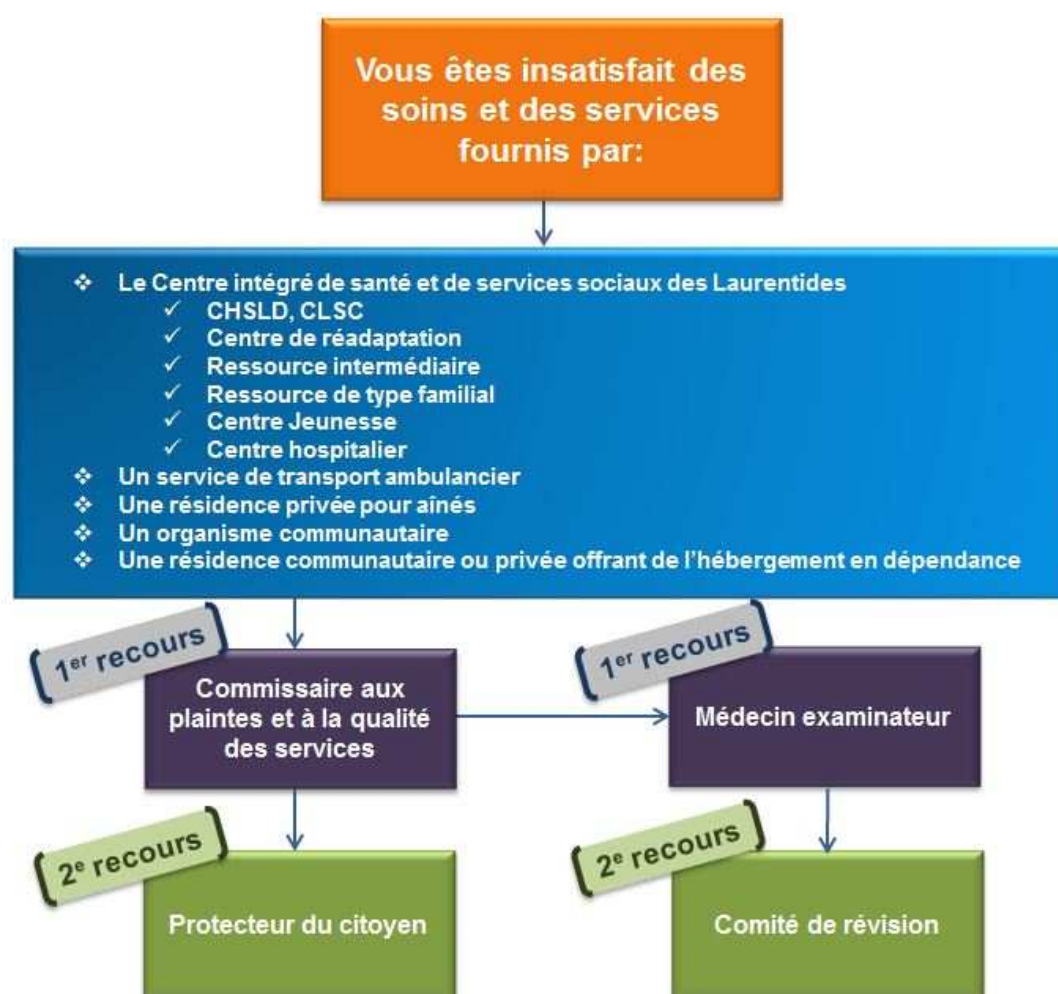 Vous êtes insatisfait des
soins et des services
fournis par:
❖ Le Centre intégré de santé et de services sociaux des Laurentides
✓ CHSLD, CLSC
✓ Centre de réadaptation
✓ Ressource intermédiaire
✓ Ressource de type familial
✓ Centre Jeunesse
✓ Centre hospitalier
❖ Un service de transport ambulancier
❖ Une résidence privée pour aînés
❖ Un organisme communautaire
❖ Une résidence communautaire ou privée offrant de l'hébergement en dépendance
1er recours
Commissaire aux
plaintes et à la qualité
des services
1er recours
Médecin examinateur
2e recours
Protecteur du citoyen
2e recours
Comité de révision